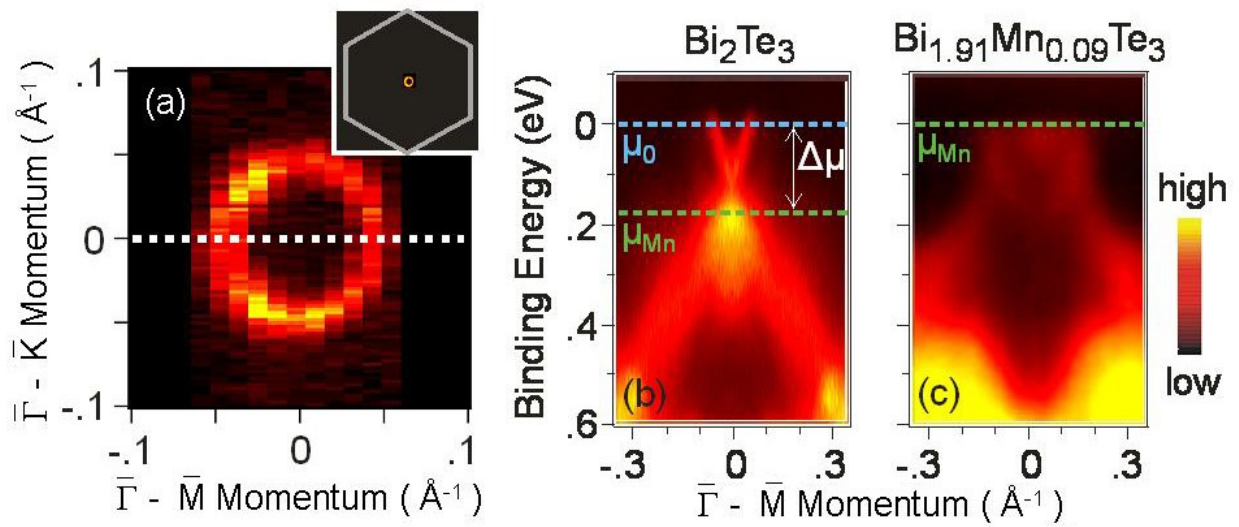 (a)
.1
0
-.1
Γ̅ - K̅ Momentum ( Å⁻¹ )
-.1 0 .1
Γ̅ - M̅ Momentum ( Å⁻¹ )
Bi₂Te₃
Bi₁.₉₁Mn₀.₀₉Te₃
Binding Energy (eV)
0
.2
.4
.6
μ₀
Δμ
μMn
(b)
-.3 0 .3
μMn
(c)
-.3 0 .3
Γ̅ - M̅ Momentum ( Å⁻¹ )
high
low